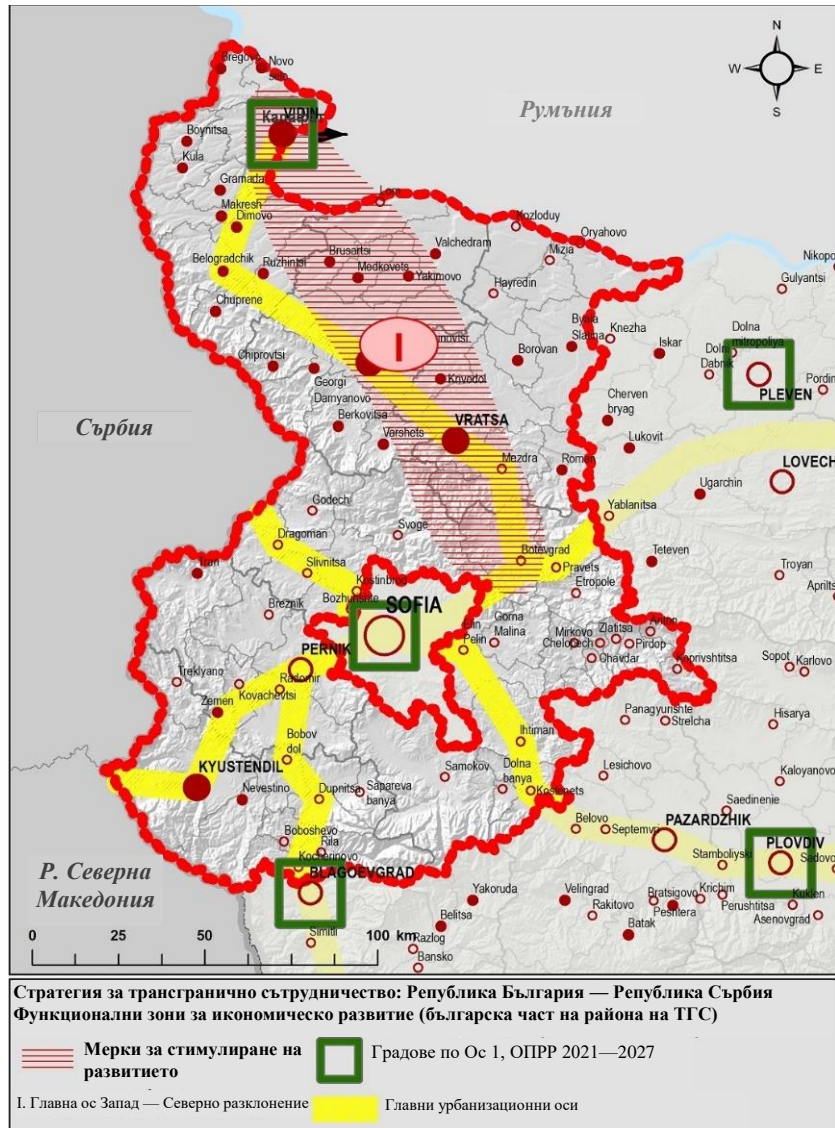 N
W E
S
Румъния
Bregovo
Novo selo
VIDIN
Boynitsa
Kula
Gramada
Makresh
Dimovo
Lom
Kozloduy
Oryahovo
Mizia
Valchedram
Brusartsi
Medkovets
Yakimovo
Belogradchik
Ruzhintsi
Hayredin
Nikopo
Gulyantsi
Chuprene
I
Byala
Slatina
Knezha
Iskar
Dolna
mitropoliya
Dolni
Dabnik
PLEVEN
Pordim
Borovan
Chiprovtsi
Georgi
Damyanovo
Krivodol
Berkovitsa
Varshets
VRATSA
Cherven
bryag
Lukovit
LOVECH
Сърбия
Mezdra
Roman
Ugarchin
Godech
Svoge
Yablanitsa
Dragoman
Slivnitsa
Botevgrad
Pravets
Teteven
Troyan
Apriltsi
Tran
Kostinbrod
Bozhurishte
Etropole
SOFIA
Breznik
Elin
Pelin
Gorna
Malina
Mirkovo
Chelopech
Zlatitsa
Anton
Pirdop
Chavdar
Koprivshtitsa
Sopot
Karlovo
PERNIK
Treklyano
Radomir
Kovachevtsi
Zemen
Panagyurishte
Strelcha
Hisarya
Bobov
dol
Ihtiman
KYUSTENDIL
Nevestino
Dupnitsa
Sapareva
banya
Samokov
Dolna
banya
Kostenets
Lesichovo
Kaloyanovo
Saedinenie
Belovo
Septemvri
PAZARDZHIK
PLOVDIV
Stamboliyski
Sadovo
Boboshevo
Rila
Kocherinovo
BLAGOEVGRAD
Р. Северна
Македония
Yakoruda
Velingrad
Rakitovo
Bratsigovo
Peshtera
Krichim
Perushtitsa
Kuklen
Asenovgrad
Belitsa
Batak
Simitli
Razlog
Bansko
0 25 50 100 km
Стратегия за трансгранично сътрудничество: Република България — Република Сърбия
Функционални зони за икономическо развитие (българска част на района на ТГС)
Мерки за стимулиране на
развитието
Градове по Ос 1, ОПРР 2021—2027
I. Главна ос Запад — Северно разклонение
Главни урбанизационни оси